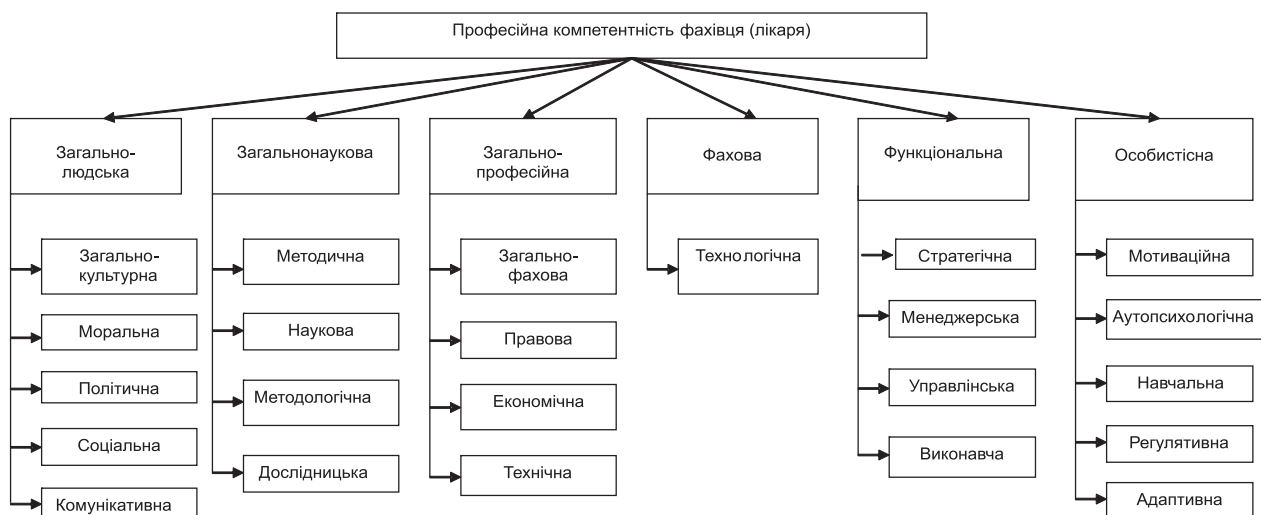 Професійна компетентність фахівця (лікаря)
Загально-
людська
Загальнонаукова
Загально-
професійна
Фахова
Функціональна
Особистісна
Загально-
культурна
Моральна
Політична
Соціальна
Комунікативна
Методична
Наукова
Методологічна
Дослідницька
Загально-
фахова
Правова
Економічна
Технічна
Технологічна
Стратегічна
Менеджерська
Управлінська
Виконавча
Мотиваційна
Аутопсихологічна
Навчальна
Регулятивна
Адаптивна